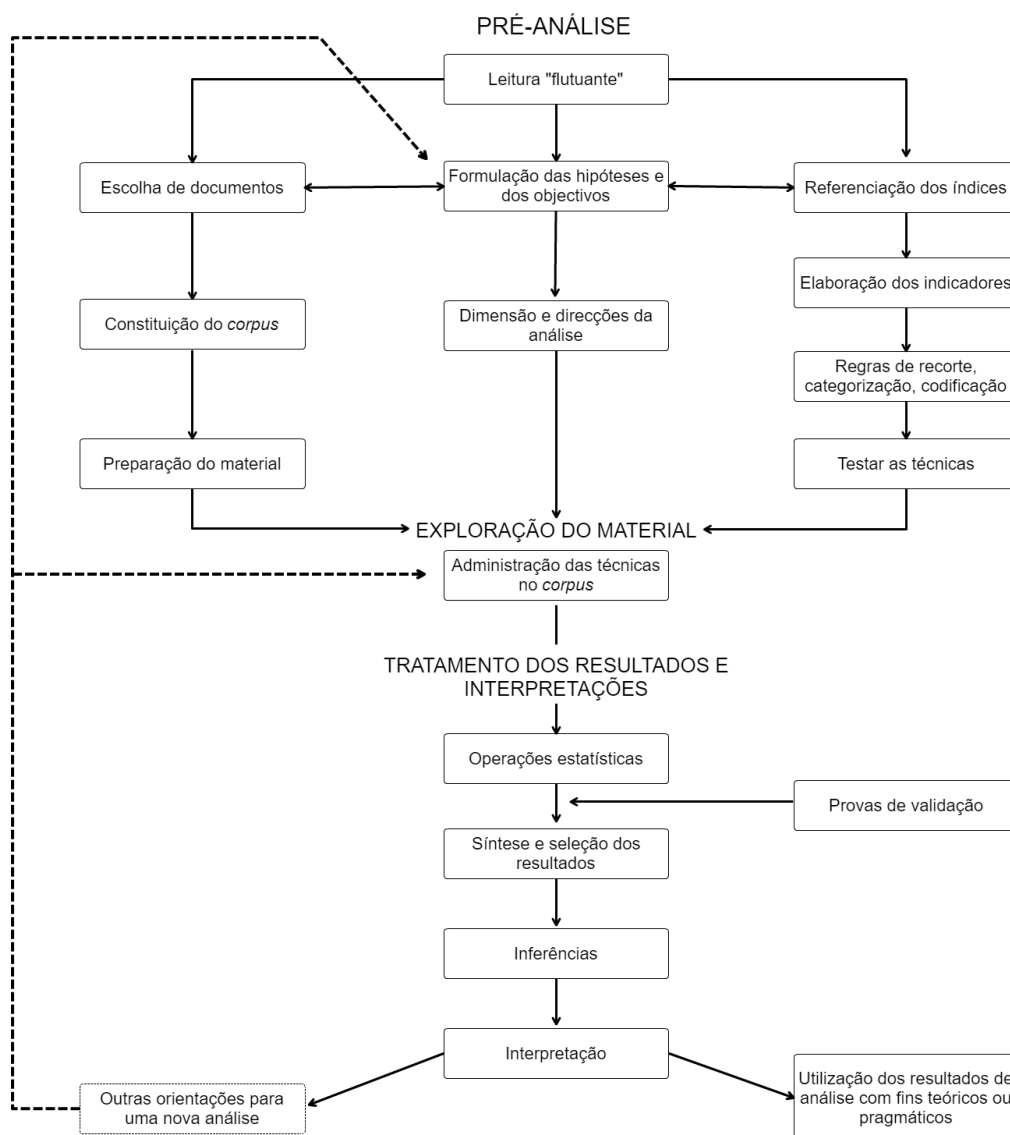 PRÉ-ANÁLISE
Leitura "flutuante"
Escolha de documentos
Formulação das hipóteses e
dos objectivos
Referenciação dos índices
Elaboração dos indicadores
Constituição do corpus
Dimensão e direcções da
análise
Regras de recorte,
categorização, codificação
Preparação do material
Testar as técnicas
EXPLORAÇÃO DO MATERIAL
Administração das técnicas
no corpus
TRATAMENTO DOS RESULTADOS E
INTERPRETAÇÕES
Operações estatísticas
Provas de validação
Síntese e seleção dos
resultados
Inferências
Interpretação
Outras orientações para
uma nova análise
Utilização dos resultados de
análise com fins teóricos ou
pragmáticos